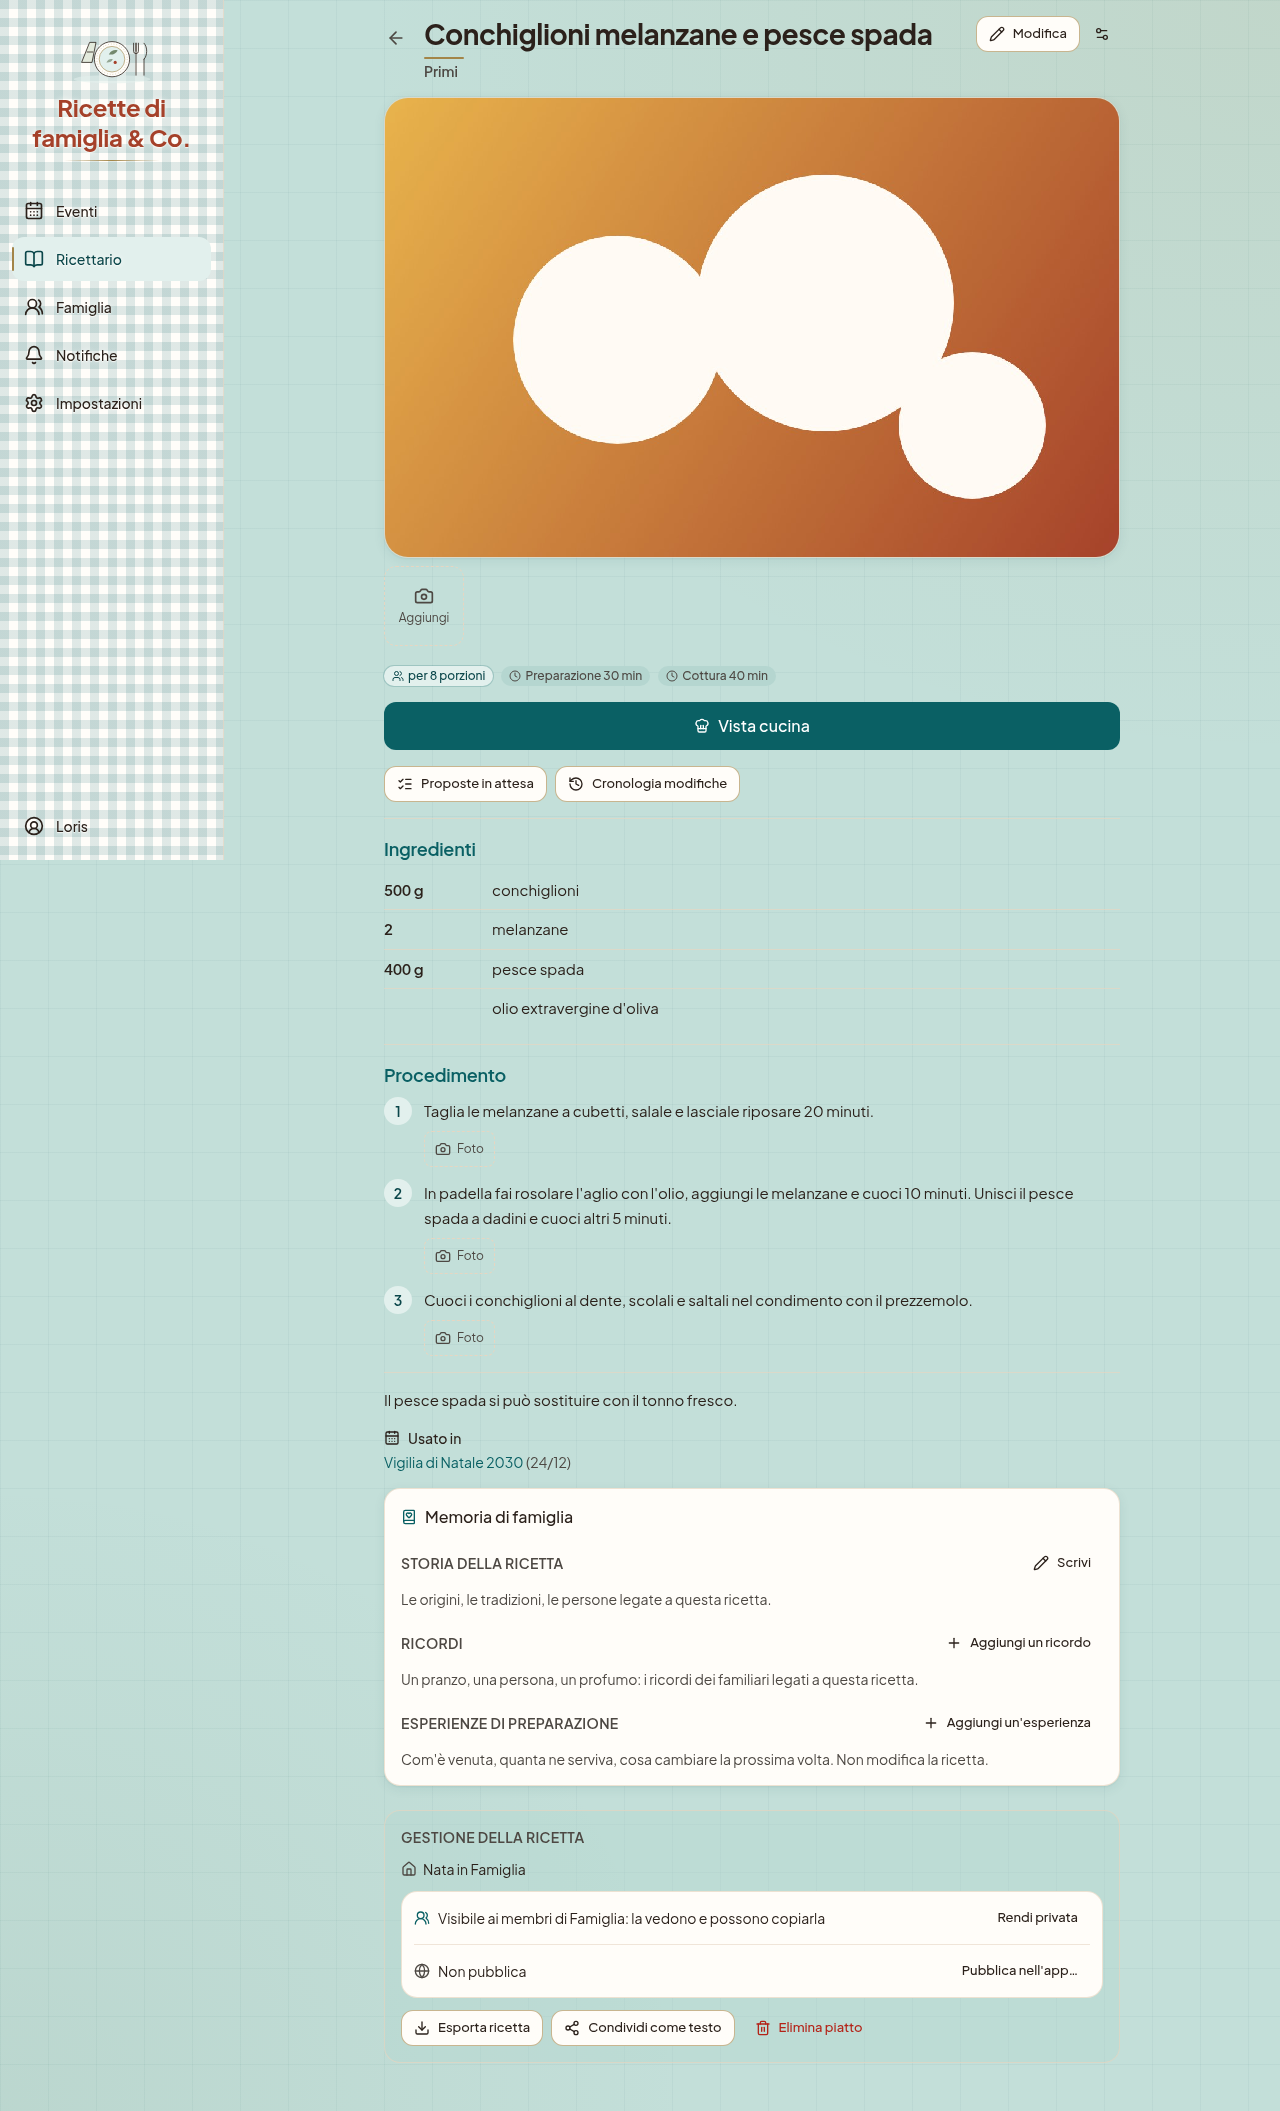 Ricette di
famiglia & Co.
Eventi
Ricettario
Famiglia
Notifiche
Impostazioni
Loris
Conchiglioni melanzane e pesce spada
Modifica
Primi
Aggiungi
per 8 porzioni
Preparazione 30 min
Cottura 40 min
Vista cucina
Proposte in attesa
Cronologia modifiche
Ingredienti
500 g conchiglioni
2 melanzane
400 g pesce spada
olio extravergine d'oliva
Procedimento
1 Taglia le melanzane a cubetti, salale e lasciale riposare 20 minuti.
Foto
2 In padella fai rosolare l'aglio con l'olio, aggiungi le melanzane e cuoci 10 minuti. Unisci il pesce
spada a dadini e cuoci altri 5 minuti.
Foto
3 Cuoci i conchiglioni al dente, scolali e saltali nel condimento con il prezzemolo.
Foto
Il pesce spada si può sostituire con il tonno fresco.
Usato in
Vigilia di Natale 2030 (24/12)
Memoria di famiglia
STORIA DELLA RICETTA
Scrivi
Le origini, le tradizioni, le persone legate a questa ricetta.
RICORDI
Aggiungi un ricordo
Un pranzo, una persona, un profumo: i ricordi dei familiari legati a questa ricetta.
ESPERIENZE DI PREPARAZIONE
Aggiungi un'esperienza
Com'è venuta, quanta ne serviva, cosa cambiare la prossima volta. Non modifica la ricetta.
GESTIONE DELLA RICETTA
Nata in Famiglia
Visibile ai membri di Famiglia: la vedono e possono copiarla
Rendi privata
Non pubblica
Pubblica nell'app…
Esporta ricetta
Condividi come testo
Elimina piatto